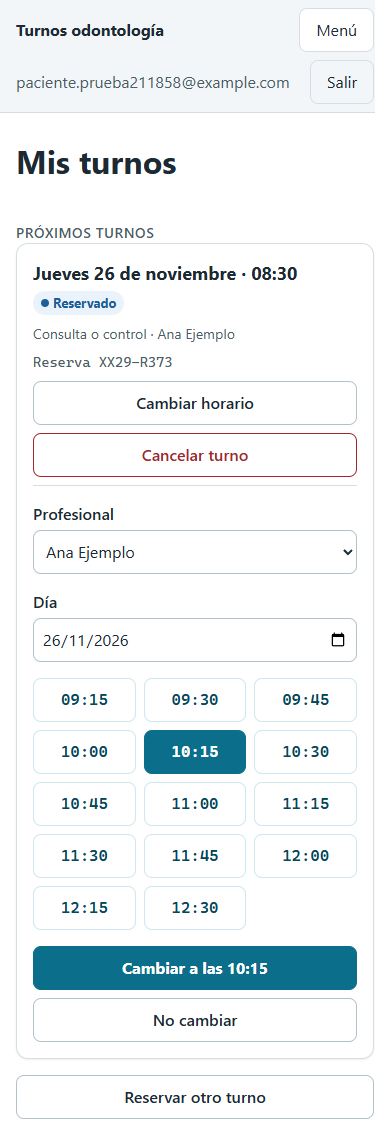 Turnos odontología
Menú
paciente.prueba211858@example.com
Salir
Mis turnos
PRÓXIMOS TURNOS
Jueves 26 de noviembre · 08:30
Reservado
Consulta o control · Ana Ejemplo
Reserva XX29–R373
Cambiar horario
Cancelar turno
Profesional
Ana Ejemplo
Día
26/11/2026
09:15 09:30 09:45
10:00 10:15 10:30
10:45 11:00 11:15
11:30 11:45 12:00
12:15 12:30
Cambiar a las 10:15
No cambiar
Reservar otro turno